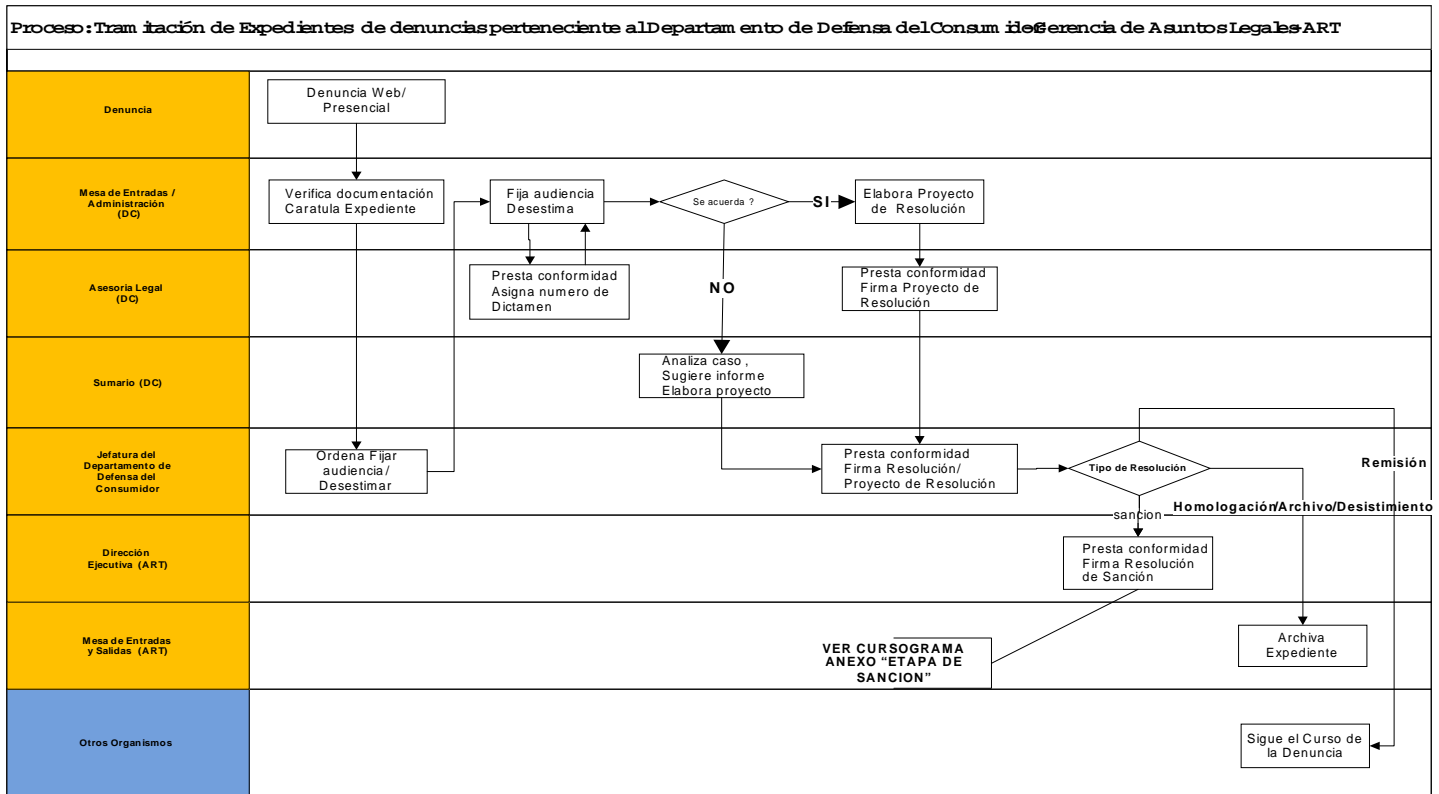 Proceso: Tramitación de Expedientes de denuncias perteneciente al Departamento de Defensa del Consumidor-Gerencia de Asuntos Legales-ART
Denuncia
Denuncia Web/
Presencial
Mesa de Entradas /
Administración
(DC)
Verifica documentación
Caratula Expediente
Fija audiencia
Desestima
Se acuerda ?
SI
Elabora Proyecto
de Resolución
Asesoria Legal
(DC)
Presta conformidad
Asigna numero de
Dictamen
NO
Presta conformidad
Firma Proyecto de
Resolución
Sumario (DC)
Analiza caso ,
Sugiere informe
Elabora proyecto
Jefatura del
Departamento de
Defensa del
Consumidor
Ordena Fijar
audiencia/
Desestimar
Presta conformidad
Firma Resolución/
Proyecto de Resolución
Tipo de Resolución
Remisión
Homologación/Archivo/Desistimiento
sancion
Dirección
Ejecutiva (ART)
Presta conformidad
Firma Resolución
de Sanción
Mesa de Entradas
y Salidas (ART)
VER CURSOGRAMA
ANEXO “ETAPA DE
SANCION”
Archiva
Expediente
Otros Organismos
Sigue el Curso de
la Denuncia